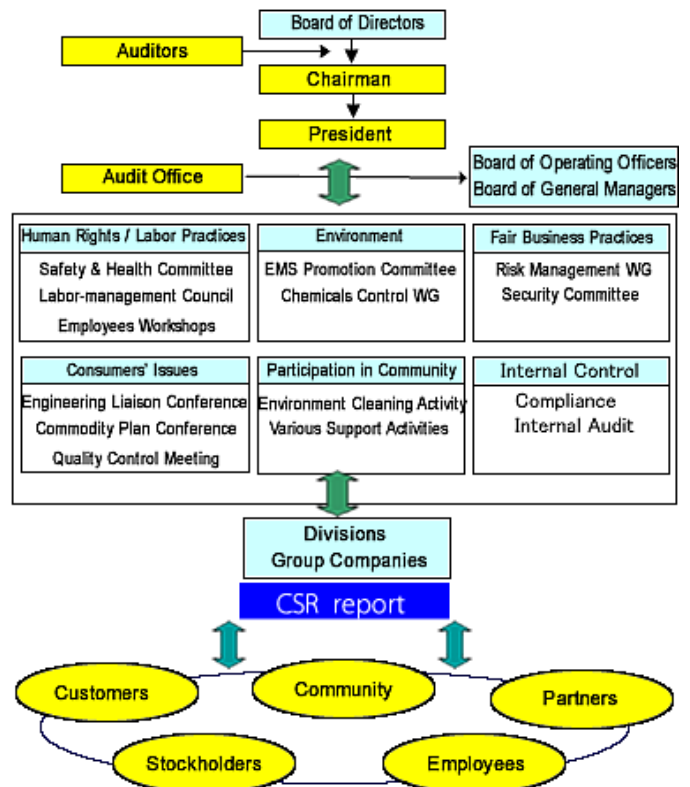 Board of Directors
Auditors
Chairman
President
Audit Office
Board of Operating Officers
Board of General Managers
Human Rights / Labor Practices
Safety & Health Committee
Labor-management Council
Employees Workshops
Environment
EMS Promotion Committee
Chemicals Control WG
Fair Business Practices
Risk Management WG
Security Committee
Consumers' Issues
Engineering Liaison Conference
Commodity Plan Conference
Quality Control Meeting
Participation in Community
Environment Cleaning Activity
Various Support Activities
Internal Control
Compliance
Internal Audit
Divisions
Group Companies
CSR report
Customers
Community
Partners
Stockholders
Employees